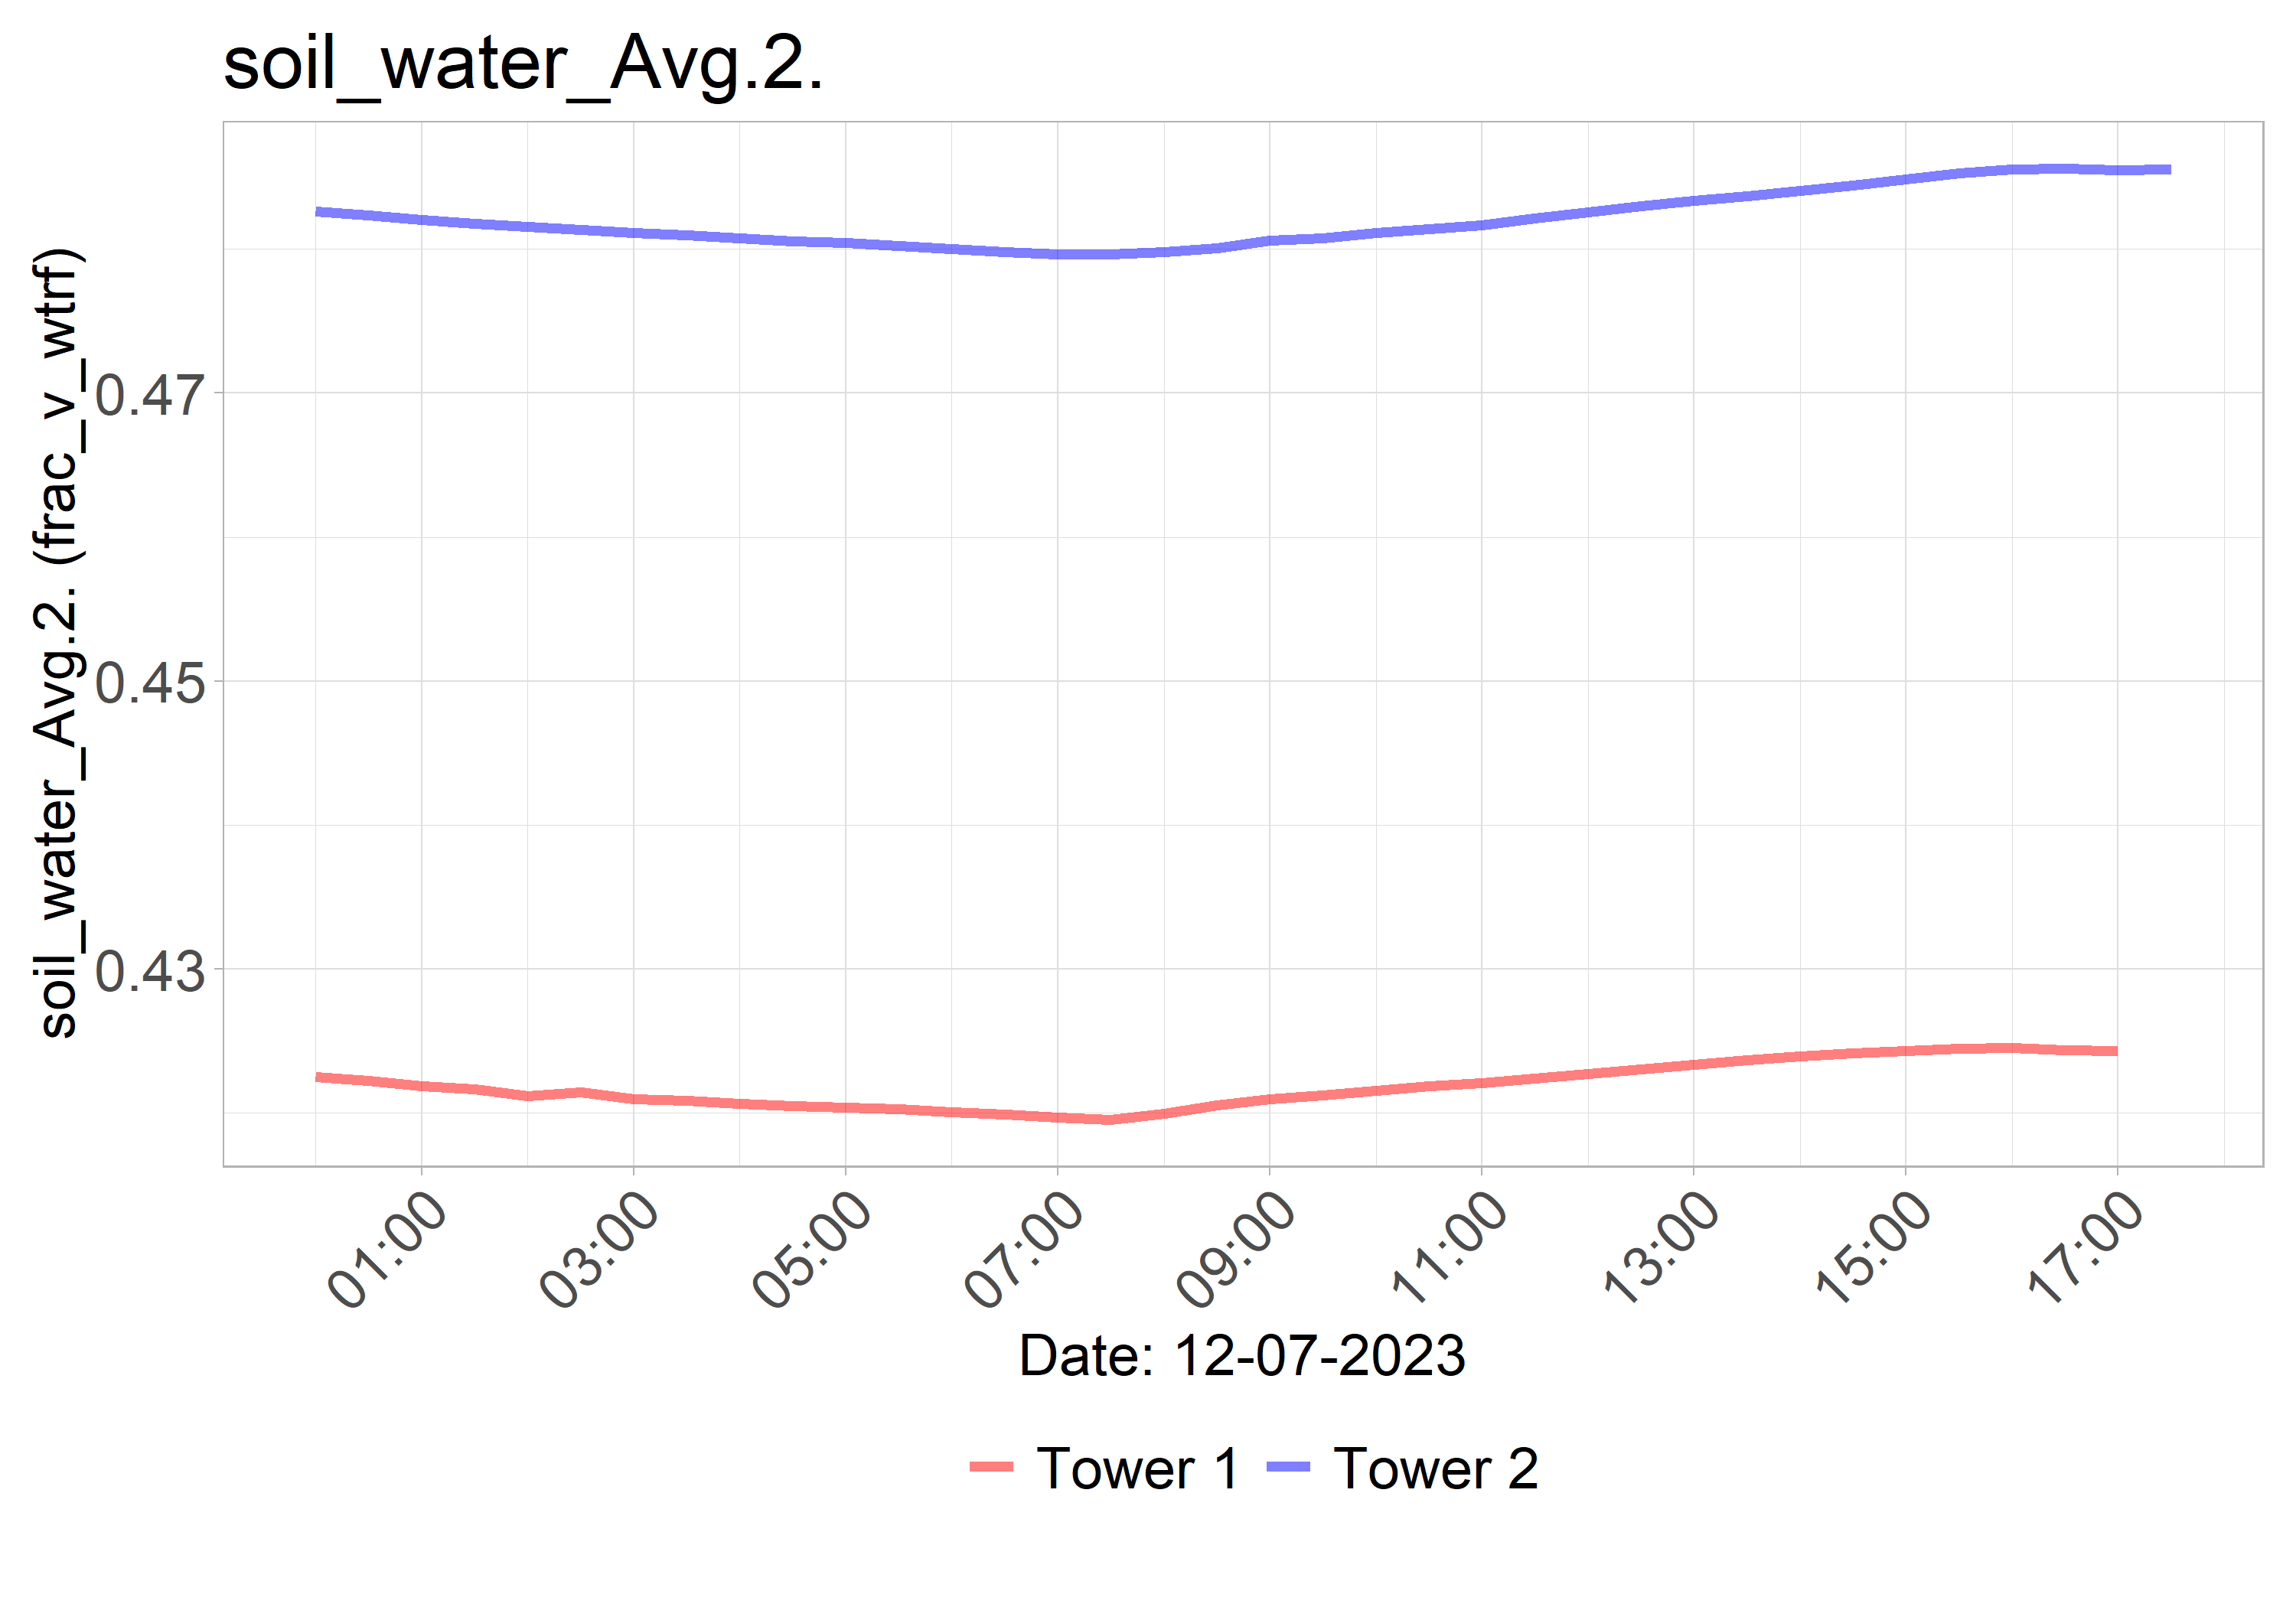 soil_water_Avg.2.
soil_water_Avg.2. (frac_v_wtrf)
0.47
0.45
0.43
01:00
03:00
05:00
07:00
09:00
11:00
13:00
15:00
17:00
Date: 12-07-2023
Tower 1
Tower 2